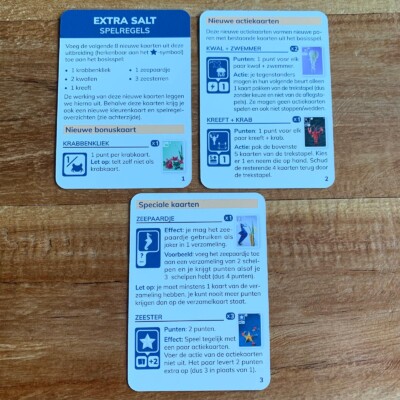 EXTRA SALT
SPELREGELS
Voeg de volgende 8 nieuwe kaarten uit deze
uitbreiding (herkenbaar aan het ★-symbool)
toe aan het basisspel:
• 1 krabbenkliek
• 1 zeepaardje
• 2 kwallen
• 3 zeesterren
• 1 kreeft
De werking van deze nieuwe kaarten leggen
we hierin uit. Behalve deze kaarten krijg je
ook een nieuwe kleurenkaart en spelregel-
overzichten (zie achterzijde).
Nieuwe bonuskaart
KRABBENKLIEK
x1
1 punt per krabkaart.
Let op: telt zelf niet als
krabkaart.
1
Nieuwe actiekaarten
Deze nieuwe actiekaarten vormen nieuwe pa-
ren met bestaande kaarten uit het basisspel.
KWAL + ZWEMMER
x2
Punten: 1 punt voor elk
paar kwal + zwemmer.
Actie: je tegenstanders
mogen in hun volgende beurt alleen
1 kaart pakken van de trekstapel (dus
zonder keuze en niet van de aflegsta-
pels). Ze mogen geen actiekaarten
spelen en ook niet stoppen/wedden.
+ 1
KREEFT + KRAB
x1
Punten: 1 punt voor elk
paar kreeft + krab.
Actie: pak de bovenste
5 kaarten van de trekstapel. Kies
er 1 en neem die op hand. Schud
de resterende 4 kaarten terug door
de trekstapel.
1
2
Speciale kaarten
ZEEPAARDJE
x1
Effect: je mag het zee-
paardje gebruiken als
joker in 1 verzameling.
?
Voorbeeld: voeg het zeepaardje toe
aan een verzameling van 2 schel-
pen en je krijgt punten alsof je
3 schelpen hebt (dus 4 punten).
Let op: je moet minstens 1 kaart van de ver-
zameling hebben. Je kunt nooit meer punten
krijgen dan op de verzamelkaart staat.
ZEESTER
x3
Punten: 2 punten.
Effect: Speel tegelijk met
een paar actiekaarten.
Voer de actie van de actiekaarten
niet uit. Het paar levert 2 punten
extra op (dus 3 in plaats van 1).
+2
3